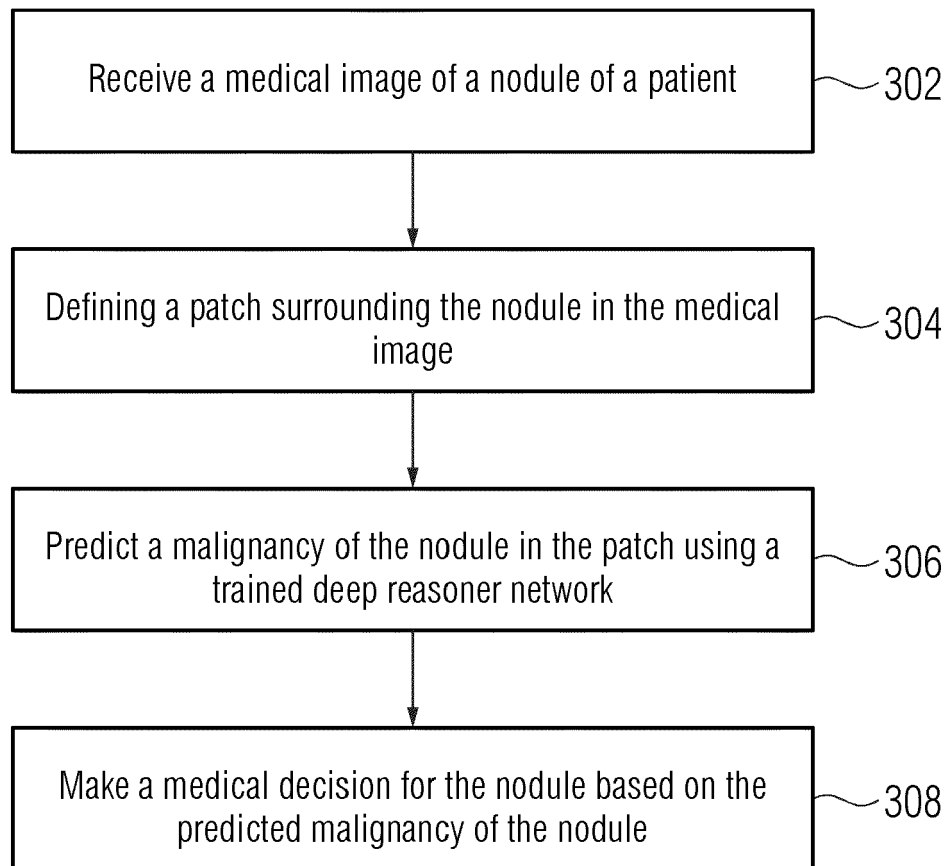 Receive a medical image of a nodule of a patient
302
Defining a patch surrounding the nodule in the medical
image
304
Predict a malignancy of the nodule in the patch using a
trained deep reasoner network
306
Make a medical decision for the nodule based on the
predicted malignancy of the nodule
308